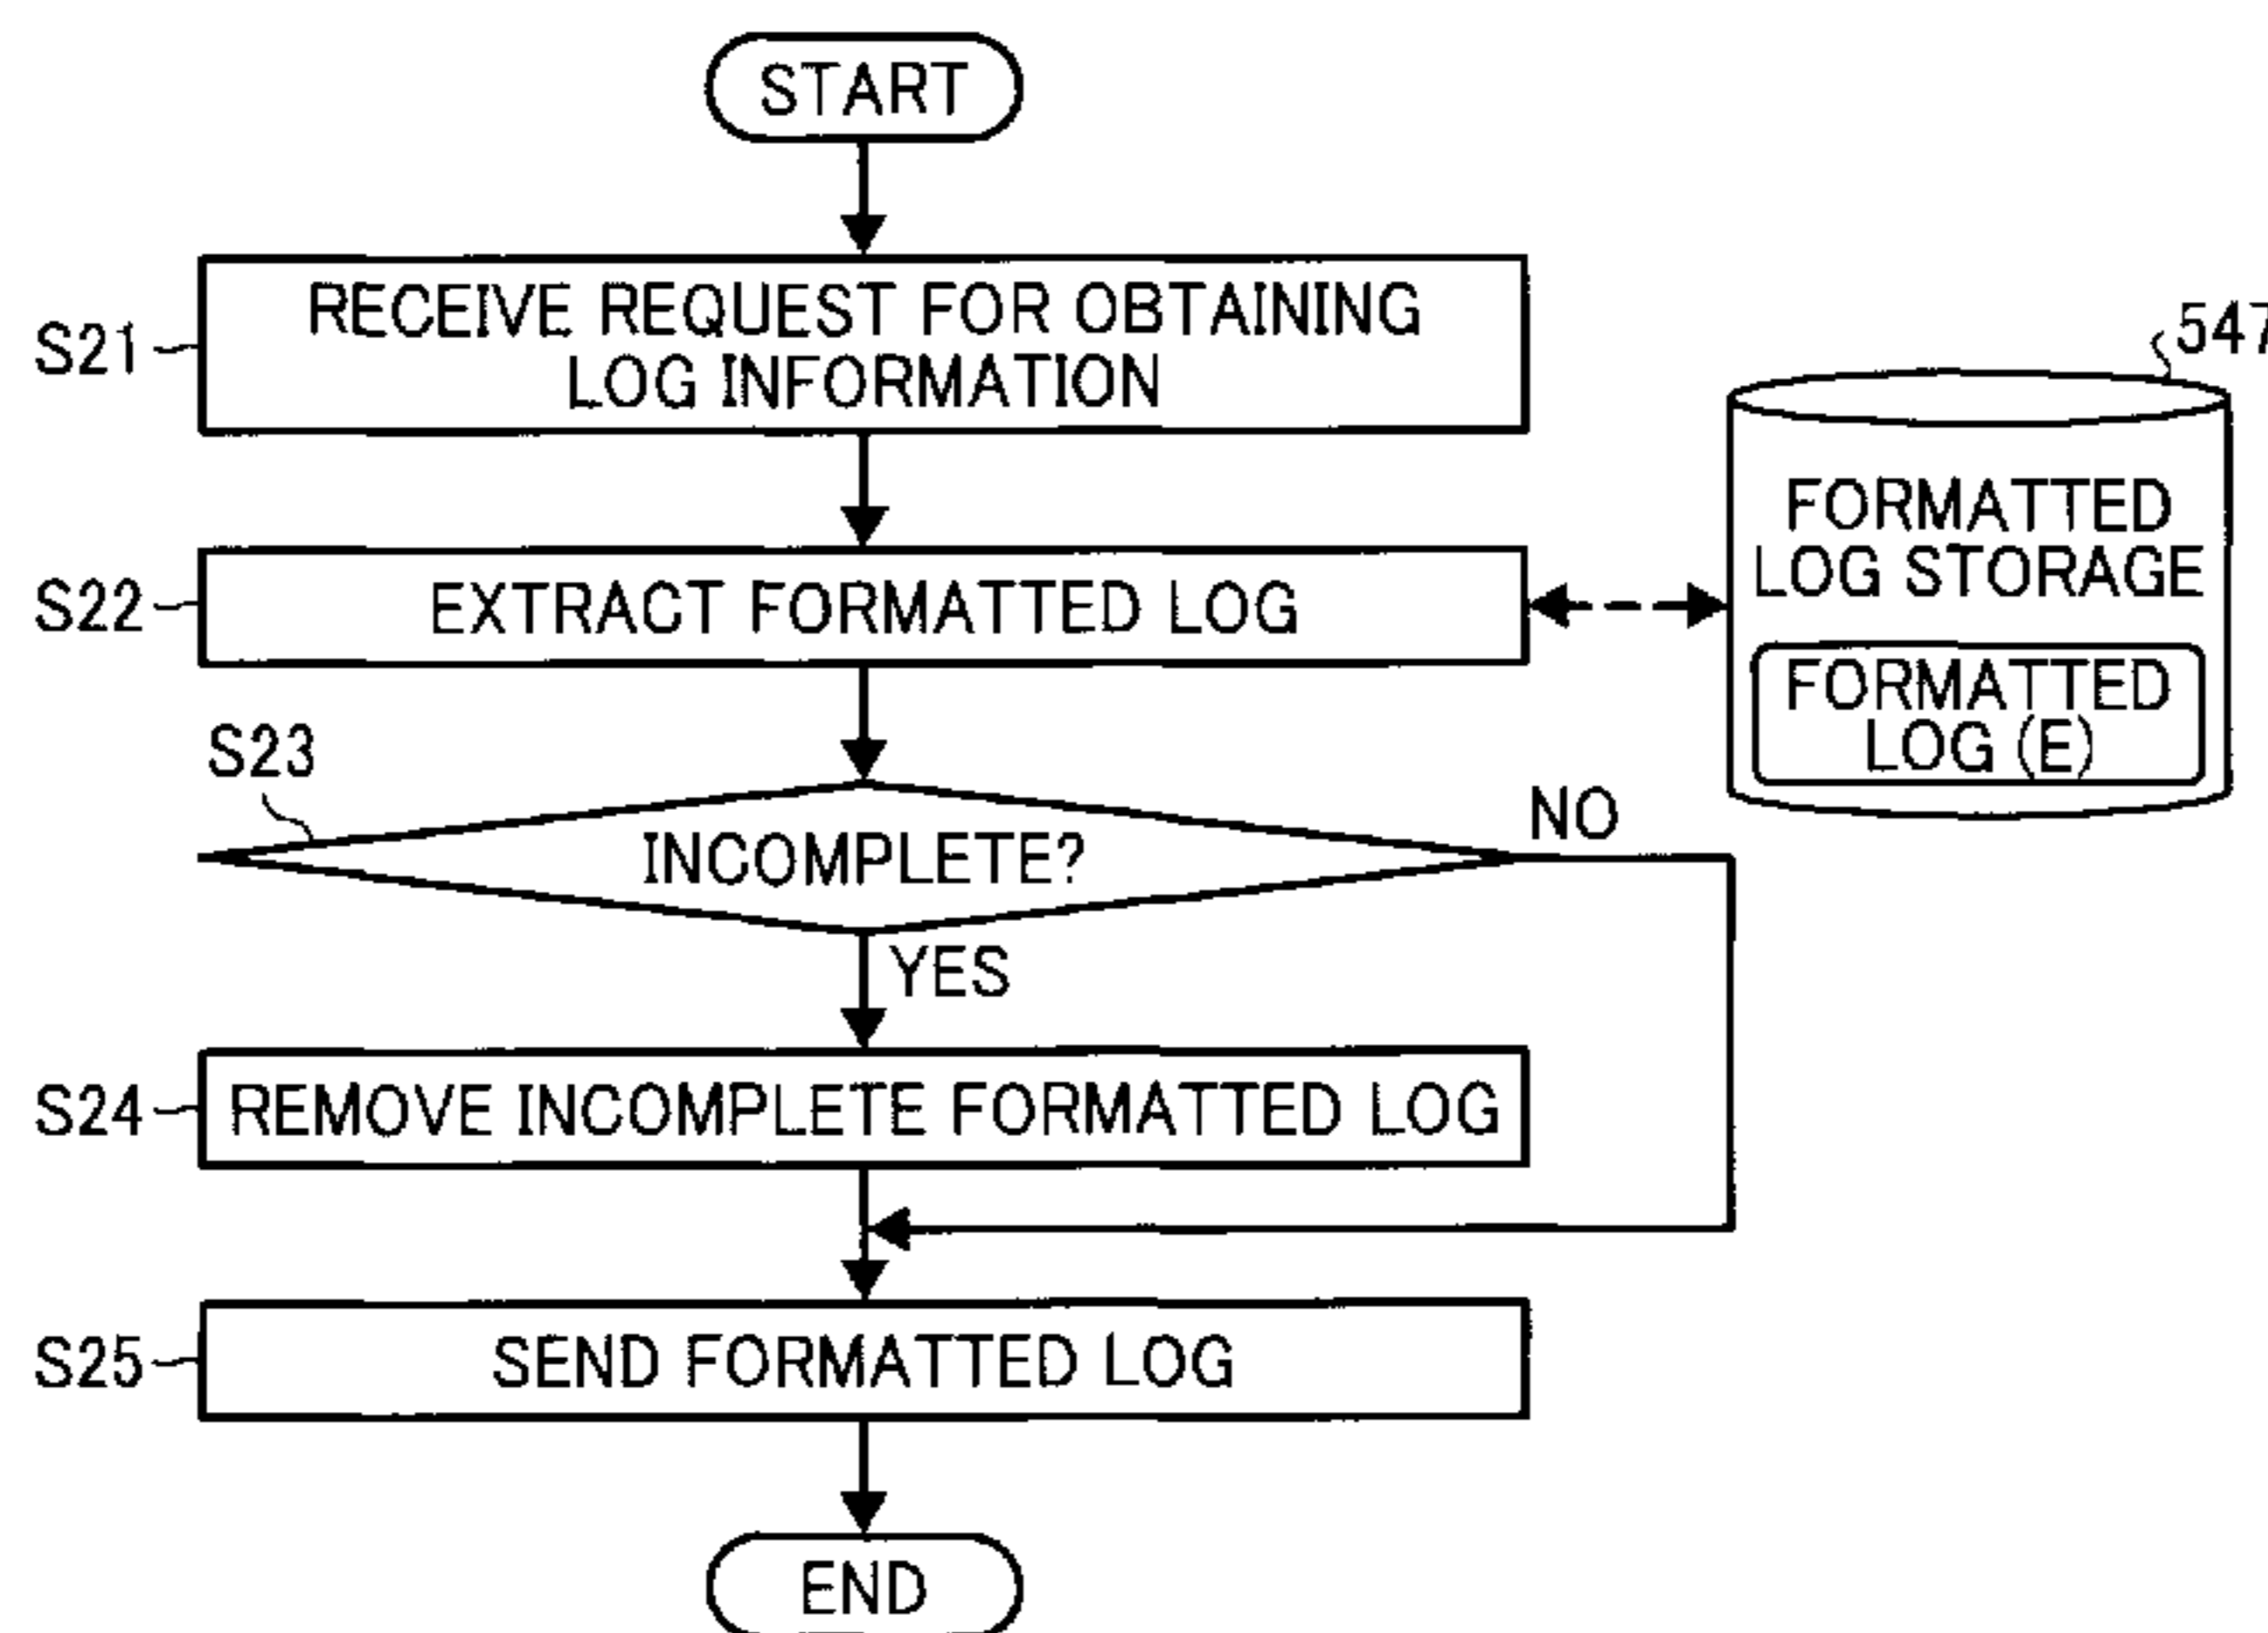 START
S21
RECEIVE REQUEST FOR OBTAINING
LOG INFORMATION
547
S22
EXTRACT FORMATTED LOG
FORMATTED
LOG STORAGE
FORMATTED
LOG (E)
S23
INCOMPLETE?
NO
YES
S24
REMOVE INCOMPLETE FORMATTED LOG
S25
SEND FORMATTED LOG
END